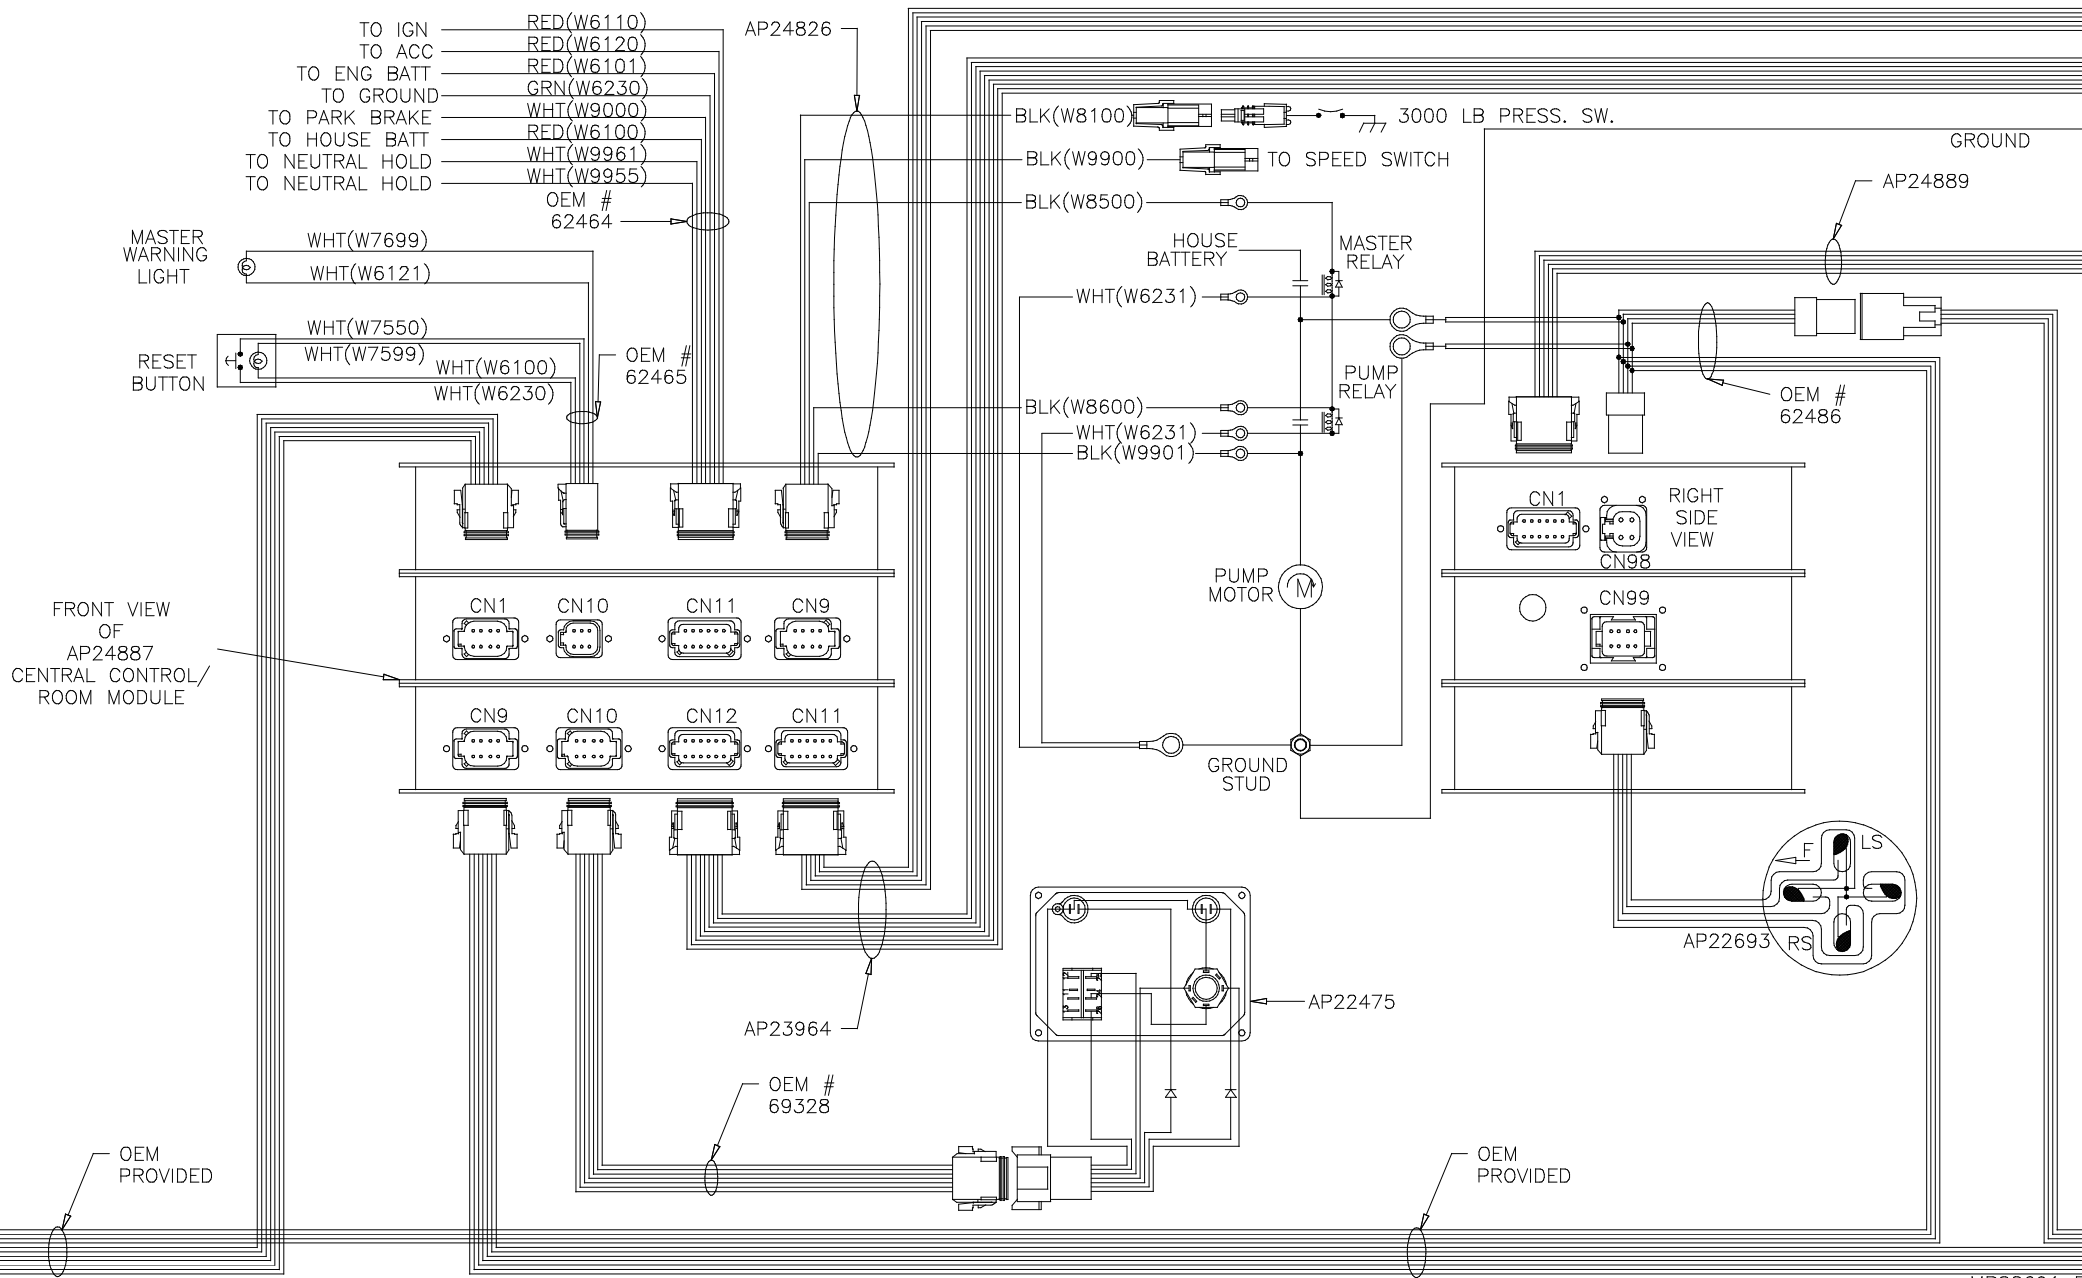 TO IGN RED(W6110)
TO ACC RED(W6120)
TO ENG BATT RED(W6101)
TO GROUND GRN(W6230)
TO PARK BRAKE WHT(W9000)
TO HOUSE BATT RED(W6100)
TO NEUTRAL HOLD WHT(W9961)
TO NEUTRAL HOLD WHT(W9955)
OEM #
62464
AP24826
BLK(W8100)
3000 LB PRESS. SW.
GROUND
BLK(W9900)
TO SPEED SWITCH
AP24889
BLK(W8500)
MASTER
WARNING
LIGHT
WHT(W7699)
WHT(W6121)
HOUSE
BATTERY
MASTER
RELAY
WHT(W6231)
RESET
BUTTON
WHT(W7550)
WHT(W7599)
WHT(W6100)
WHT(W6230)
OEM #
62465
PUMP
RELAY
OEM #
62486
BLK(W8600)
WHT(W6231)
BLK(W9901)
CN1
RIGHT
SIDE
VIEW
CN98
PUMP
MOTOR
M
CN99
FRONT VIEW
OF
AP24887
CENTRAL CONTROL/
ROOM MODULE
CN1 CN10 CN11 CN9
CN9 CN10 CN12 CN11
GROUND
STUD
F
LS
AP22693
RS
AP22475
AP23964
OEM #
69328
OEM
PROVIDED
OEM
PROVIDED